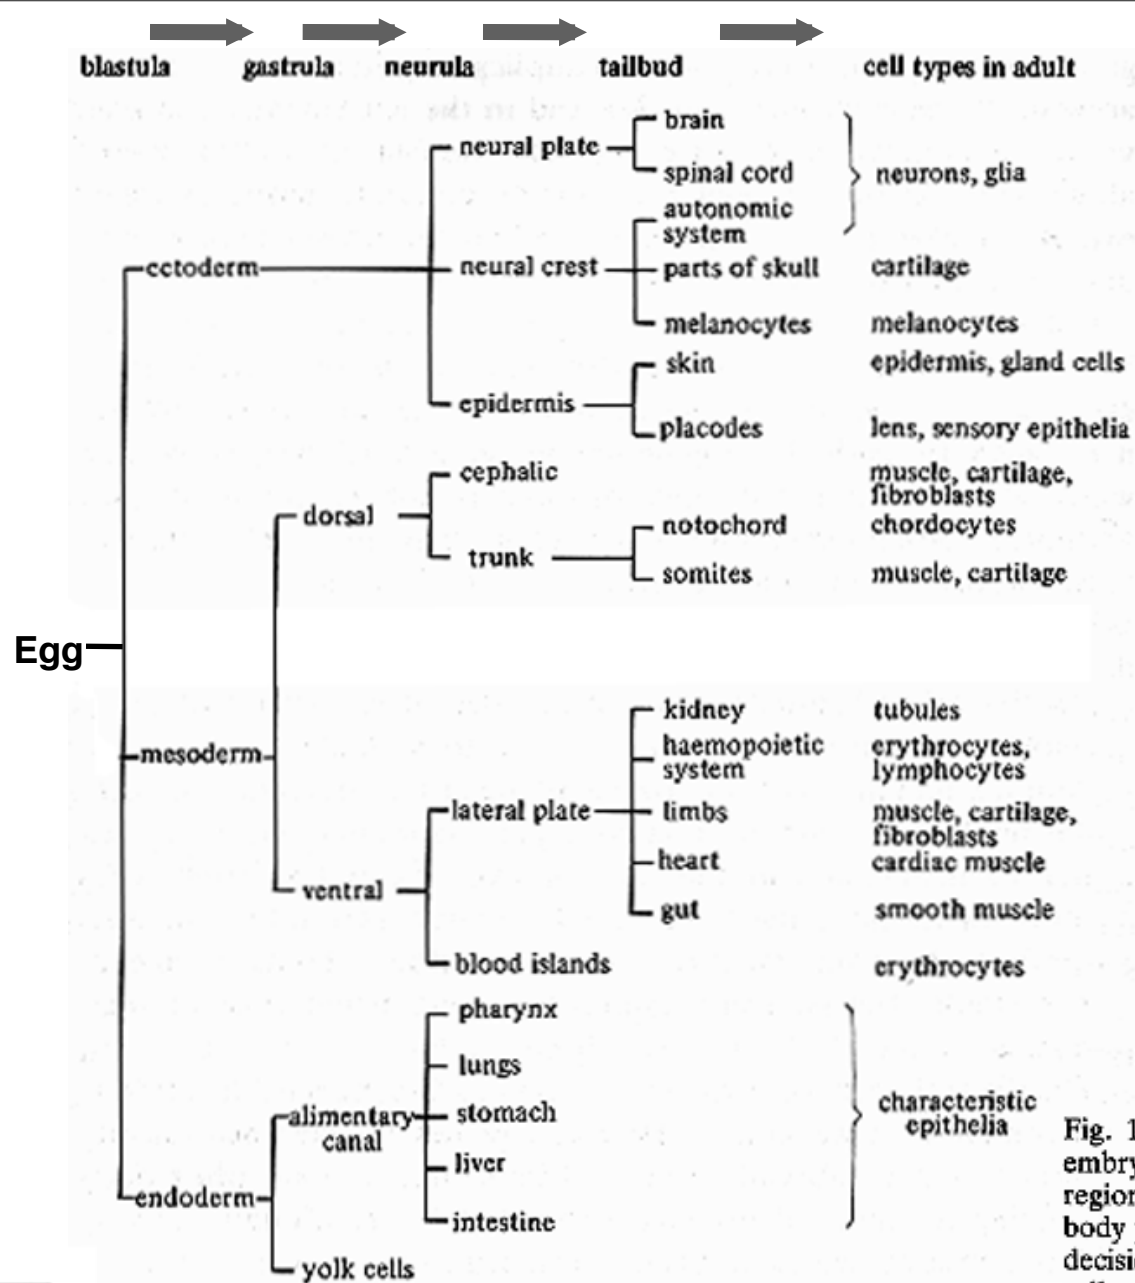 blastula gastrula neurula tailbud cell types in adult
brain
neural plate
spinal cord neurons, glia
autonomic
system
ectoderm neural crest parts of skull cartilage
melanocytes melanocytes
skin epidermis, gland cells
epidermis
placodes lens, sensory epithelia
cephalic muscle, cartilage,
fibroblasts
dorsal
notochord chordocytes
trunk
somites muscle, cartilage
Egg
kidney tubules
haemopoietic erythrocytes,
system lymphocytes
mesoderm
lateral plate limbs muscle, cartilage,
fibroblasts
heart cardiac muscle
ventral
gut smooth muscle
blood islands erythrocytes
pharynx
lungs
alimentary stomach characteristic
canal epithelia
liver
endoderm
intestine
yolk cells
Fig. 1
embry
region
body
decisi